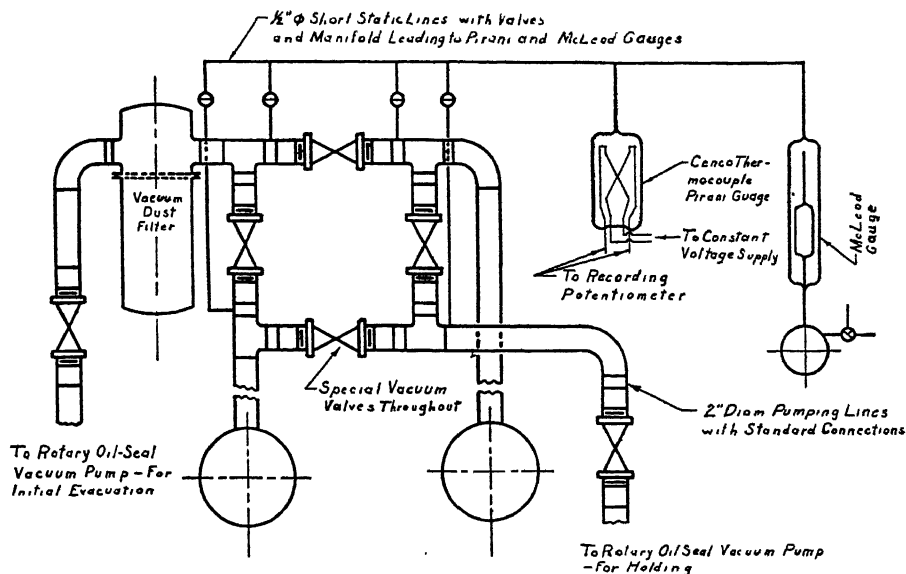 ½" φ Short Static Lines with Valves
and Manifold Leading to Pirani and McLeod Gauges
Vacuum
Dust
Filter
Cenco Ther-
mocouple
Pirani Guage
McLeod
Gauge
To Constant
Voltage Supply
To Recording
Potentiometer
Special Vacuum
Valves Throughout
2" Diam Pumping Lines
with Standard Connections
To Rotary Oil-Seal
Vacuum Pump-For
Initial Evacuation
To Rotary Oil Seal Vacuum Pump
-For Holding